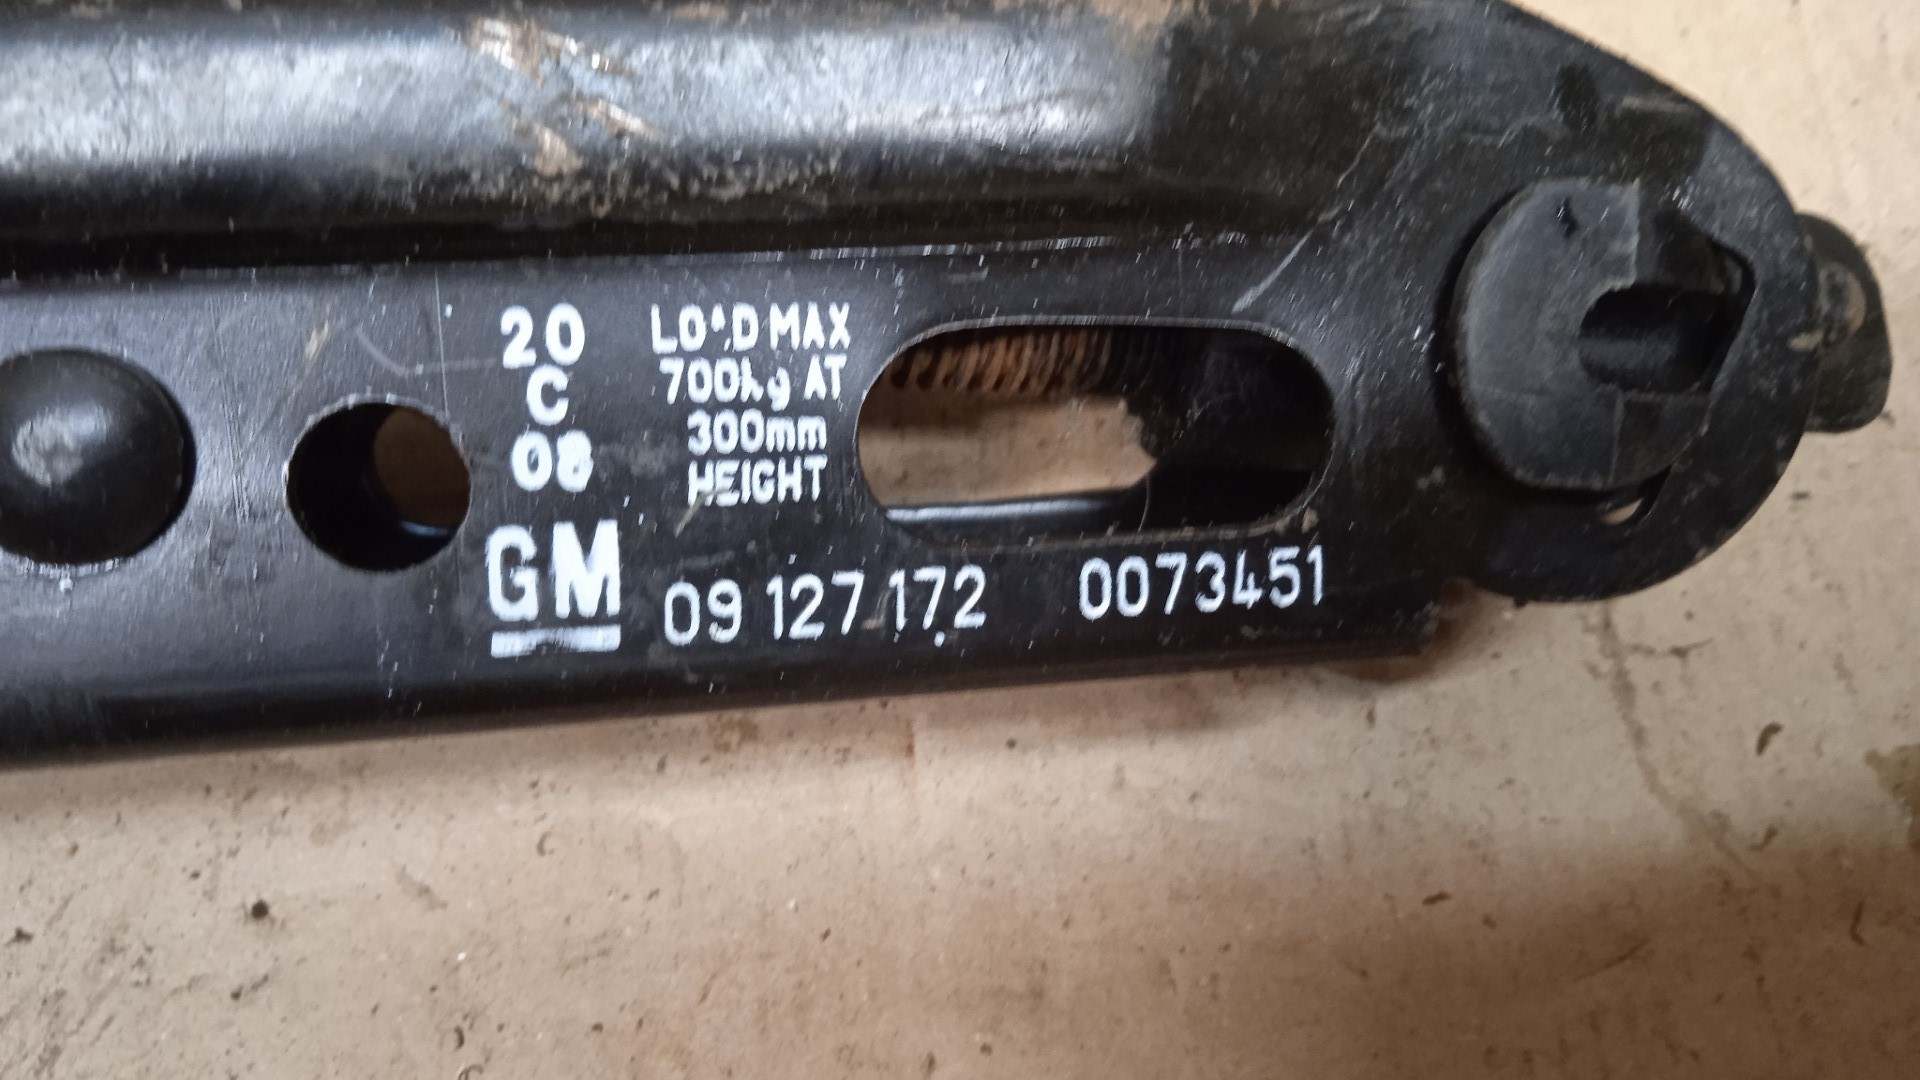 20
C
08
LOAD MAX
700kg AT
300mm
HEIGHT
GM
09 127 172 0073451